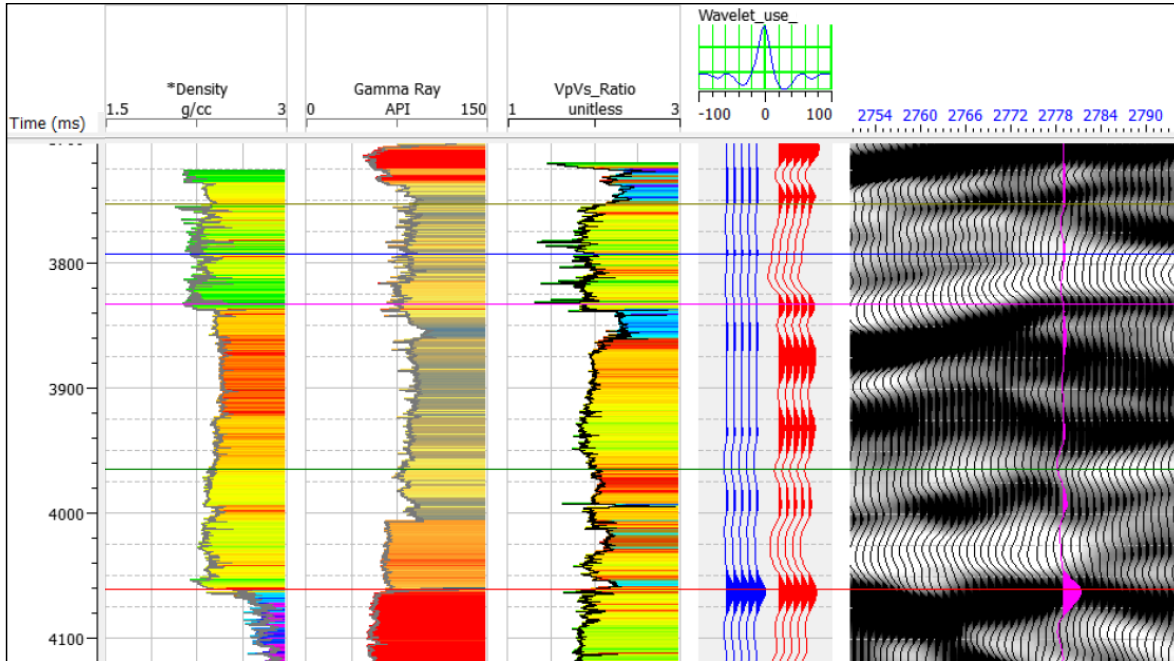 Wavelet_use_
*Density
g/cc
1.5 3
Gamma Ray
API
0 150
VpVs_Ratio
unitless
1 3
-100 0 100
2754 2760 2766 2772 2778 2784 2790
Time (ms)
3800
3900
4000
4100